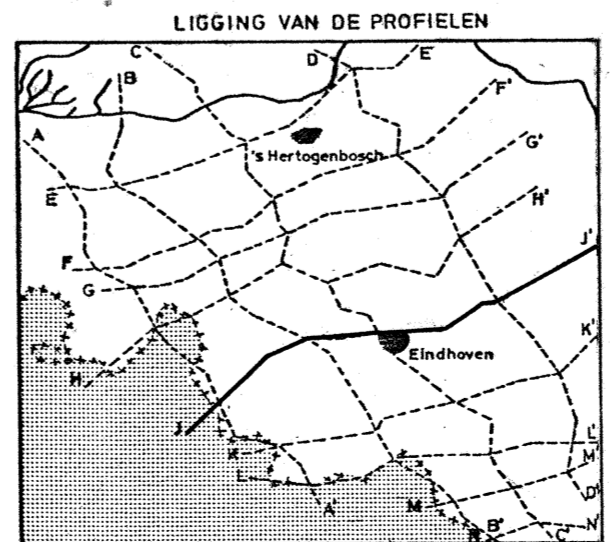 LIGGING VAN DE PROFIELEN
C
D
E'
B
F'
A
G'
's Hertogenbosch
E
H'
J'
F
G
K'
Eindhoven
H
J
L'
K
M'
L
D'
A'
M
B'
N'
N
C'